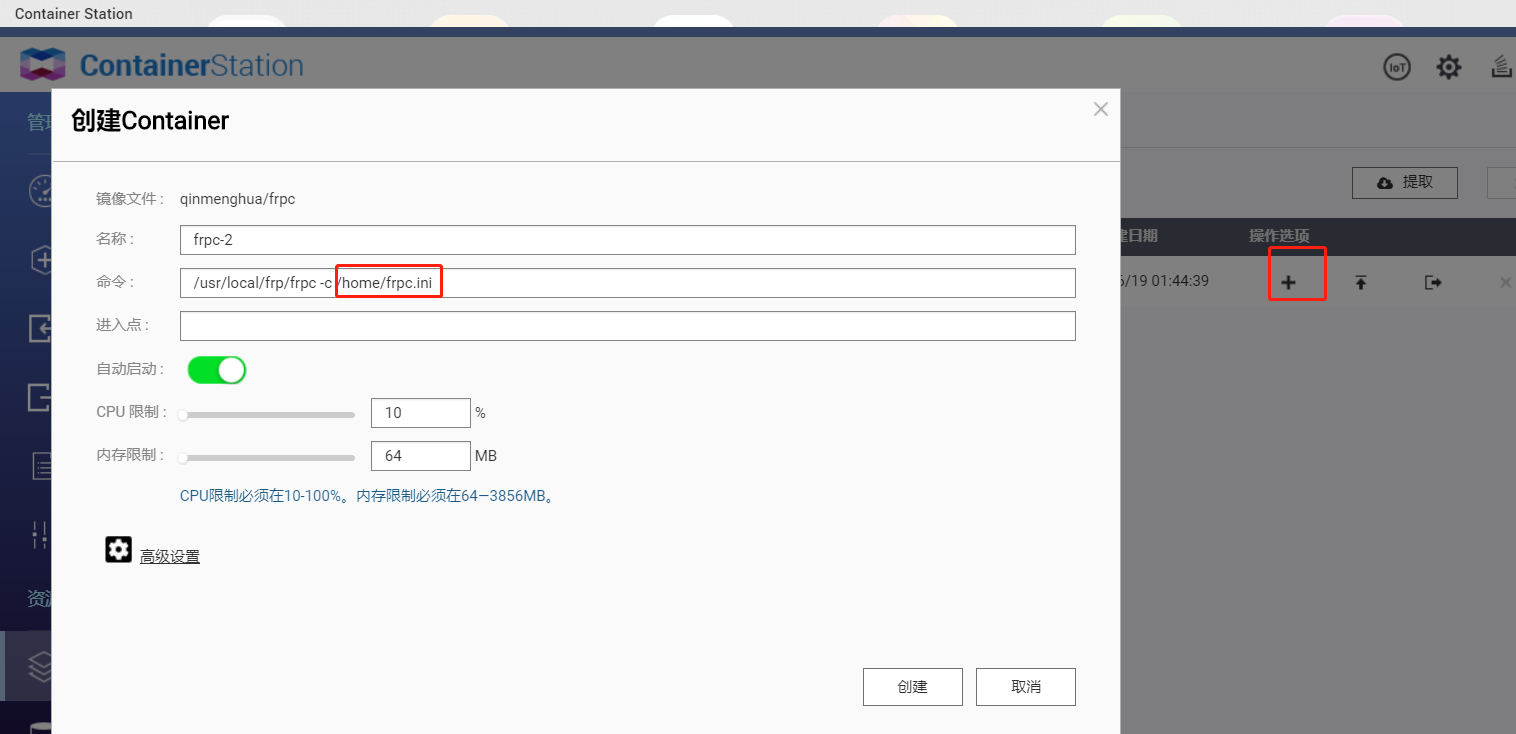 Container Station
ContainerStation
IoT
管理
创建Container
提取
镜像文件 : qinmenghua/frpc
名称 : frpc-2
建日期 操作选项
命令 : /usr/local/frp/frpc -c /home/frpc.ini
6/19 01:44:39
进入点 :
自动启动 :
CPU 限制 : 10 %
内存限制 : 64 MB
CPU限制必须在10-100%。内存限制必须在64—3856MB。
高级设置
资源
创建 取消